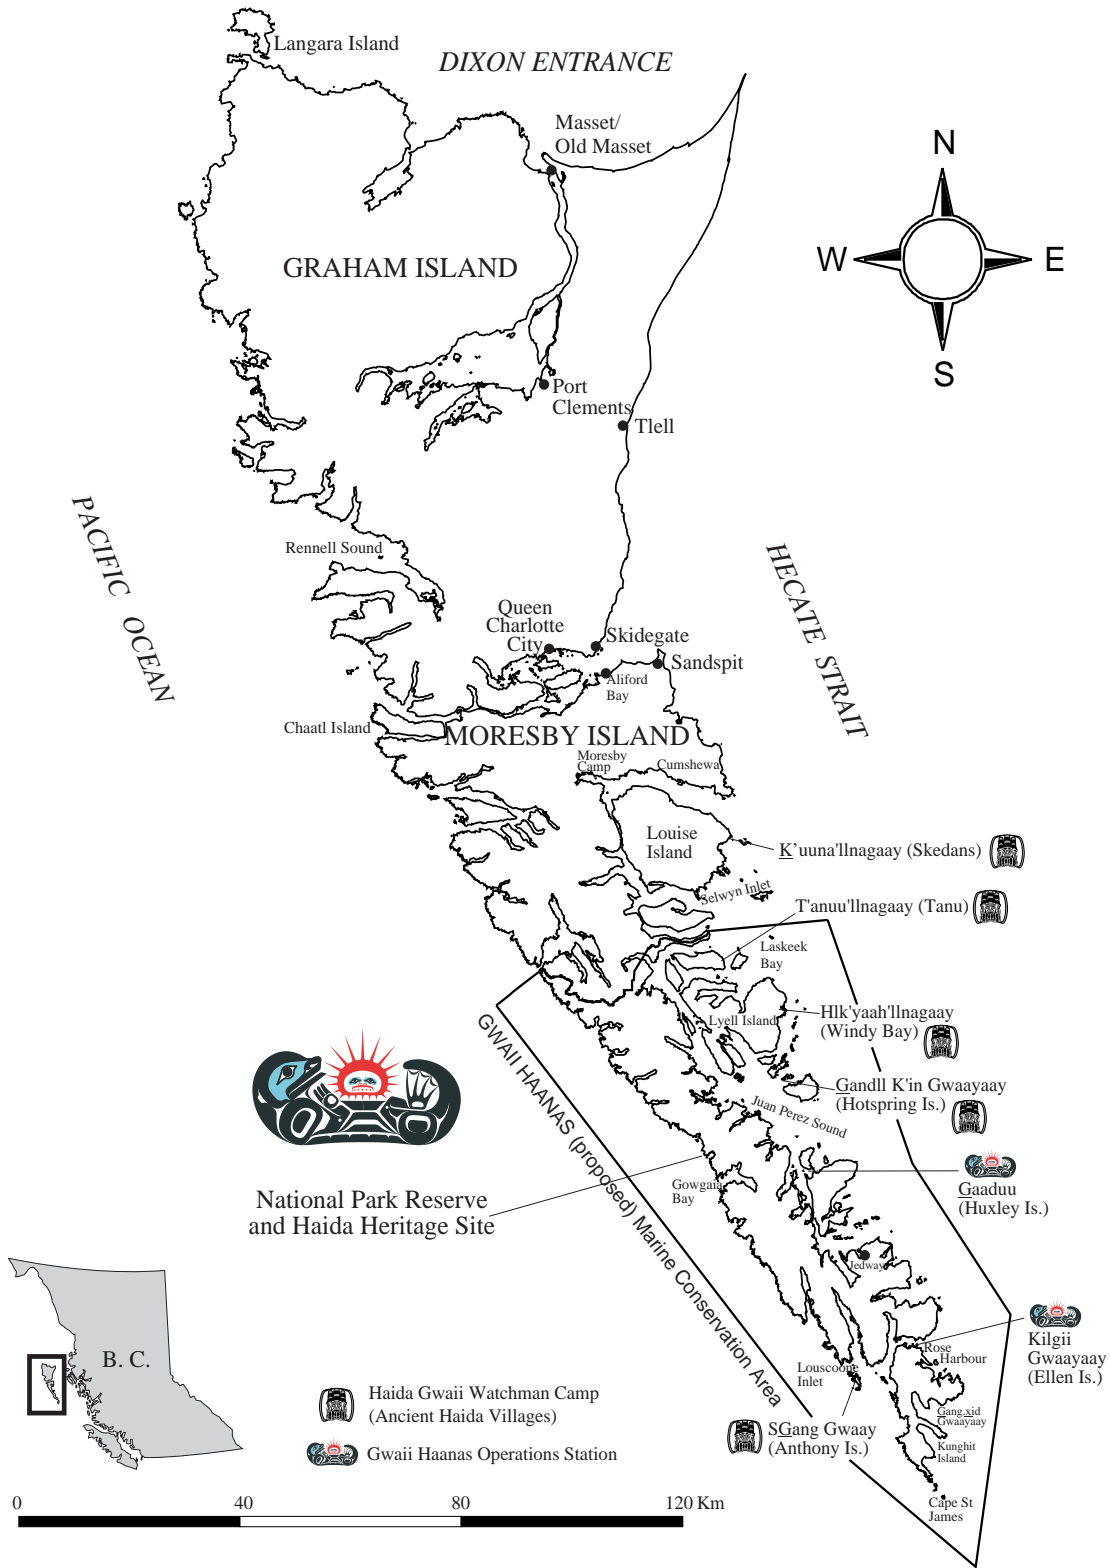 Langara Island
DIXON ENTRANCE
Masset/
Old Masset
N
W
E
S
GRAHAM ISLAND
Port
Clements
Tlell
PACIFIC OCEAN
Rennell Sound
HECATE STRAIT
Queen
Charlotte
City
Skidegate
Sandspit
Aliford
Bay
Chaatl Island
MORESBY ISLAND
Moresby
Camp
Cumshewa
Louise
Island
K'uuna'llnagaay (Skedans)
Selwyn Inlet
T'anuu'llnagaay (Tanu)
Laskeek
Bay
Lyell Island
Hlk'yaah'llnagaay
(Windy Bay)
Gandll K'in Gwaayaay
(Hotspring Is.)
Juan Perez Sound
GWAII HAANAS (proposed) Marine Conservation Area
National Park Reserve
and Haida Heritage Site
Gowgaia
Bay
Gaaduu
(Huxley Is.)
Jedway
Kilgii
Gwaayaay
(Ellen Is.)
Rose
Harbour
Louscoone
Inlet
SGang Gwaay
(Anthony Is.)
Gang.xid
Gwaayaay
Kunghit
Island
Cape St
James
B. C.
Haida Gwaii Watchman Camp
(Ancient Haida Villages)
Gwaii Haanas Operations Station
0 40 80 120 Km